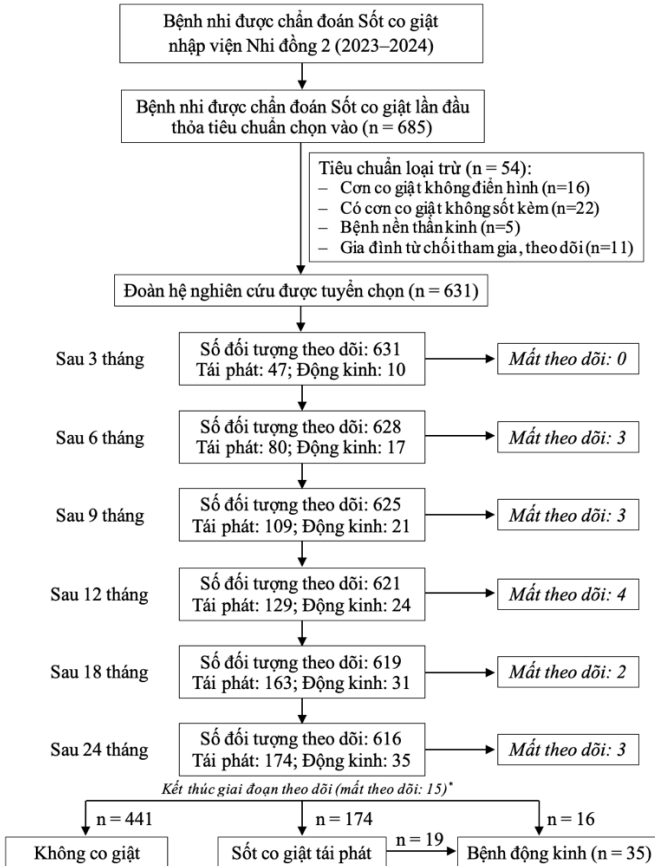 Bệnh nhi được chẩn đoán Sốt co giật
nhập viện Nhi đồng 2 (2023–2024)
Bệnh nhi được chẩn đoán Sốt co giật lần đầu
thỏa tiêu chuẩn chọn vào (n = 685)
Tiêu chuẩn loại trừ (n = 54):
– Cơn co giật không điển hình (n=16)
– Có cơn co giật không sốt kèm (n=22)
– Bệnh nền thần kinh (n=5)
– Gia đình từ chối tham gia, theo dõi (n=11)
Đoàn hệ nghiên cứu được tuyển chọn (n = 631)
Sau 3 tháng
Số đối tượng theo dõi: 631
Tái phát: 47; Động kinh: 10
Mất theo dõi: 0
Sau 6 tháng
Số đối tượng theo dõi: 628
Tái phát: 80; Động kinh: 17
Mất theo dõi: 3
Sau 9 tháng
Số đối tượng theo dõi: 625
Tái phát: 109; Động kinh: 21
Mất theo dõi: 3
Sau 12 tháng
Số đối tượng theo dõi: 621
Tái phát: 129; Động kinh: 24
Mất theo dõi: 4
Sau 18 tháng
Số đối tượng theo dõi: 619
Tái phát: 163; Động kinh: 31
Mất theo dõi: 2
Sau 24 tháng
Số đối tượng theo dõi: 616
Tái phát: 174; Động kinh: 35
Mất theo dõi: 3
Kết thúc giai đoạn theo dõi (mất theo dõi: 15)*
n = 441
n = 174
n = 16
Không co giật
Sốt co giật tái phát
n = 19
Bệnh động kinh (n = 35)